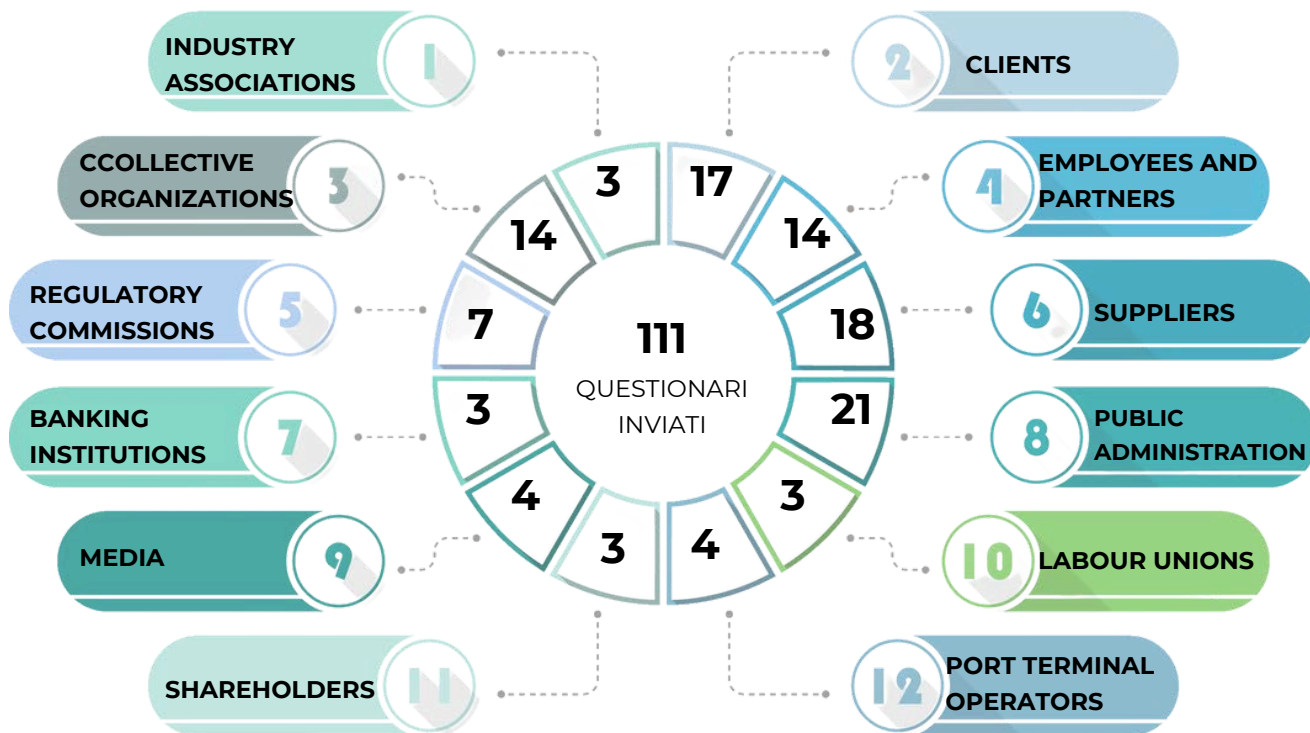 INDUSTRY
ASSOCIATIONS
1
2
CLIENTS
CCOLLECTIVE
ORGANIZATIONS
3
4
EMPLOYEES AND
PARTNERS
REGULATORY
COMMISSIONS
5
6
SUPPLIERS
BANKING
INSTITUTIONS
7
8
PUBLIC
ADMINISTRATION
MEDIA
9
10
LABOUR UNIONS
SHAREHOLDERS
11
12
PORT TERMINAL
OPERATORS
3
17
14
14
7
18
3
21
4
3
3
4
111
QUESTIONARI
INVIATI